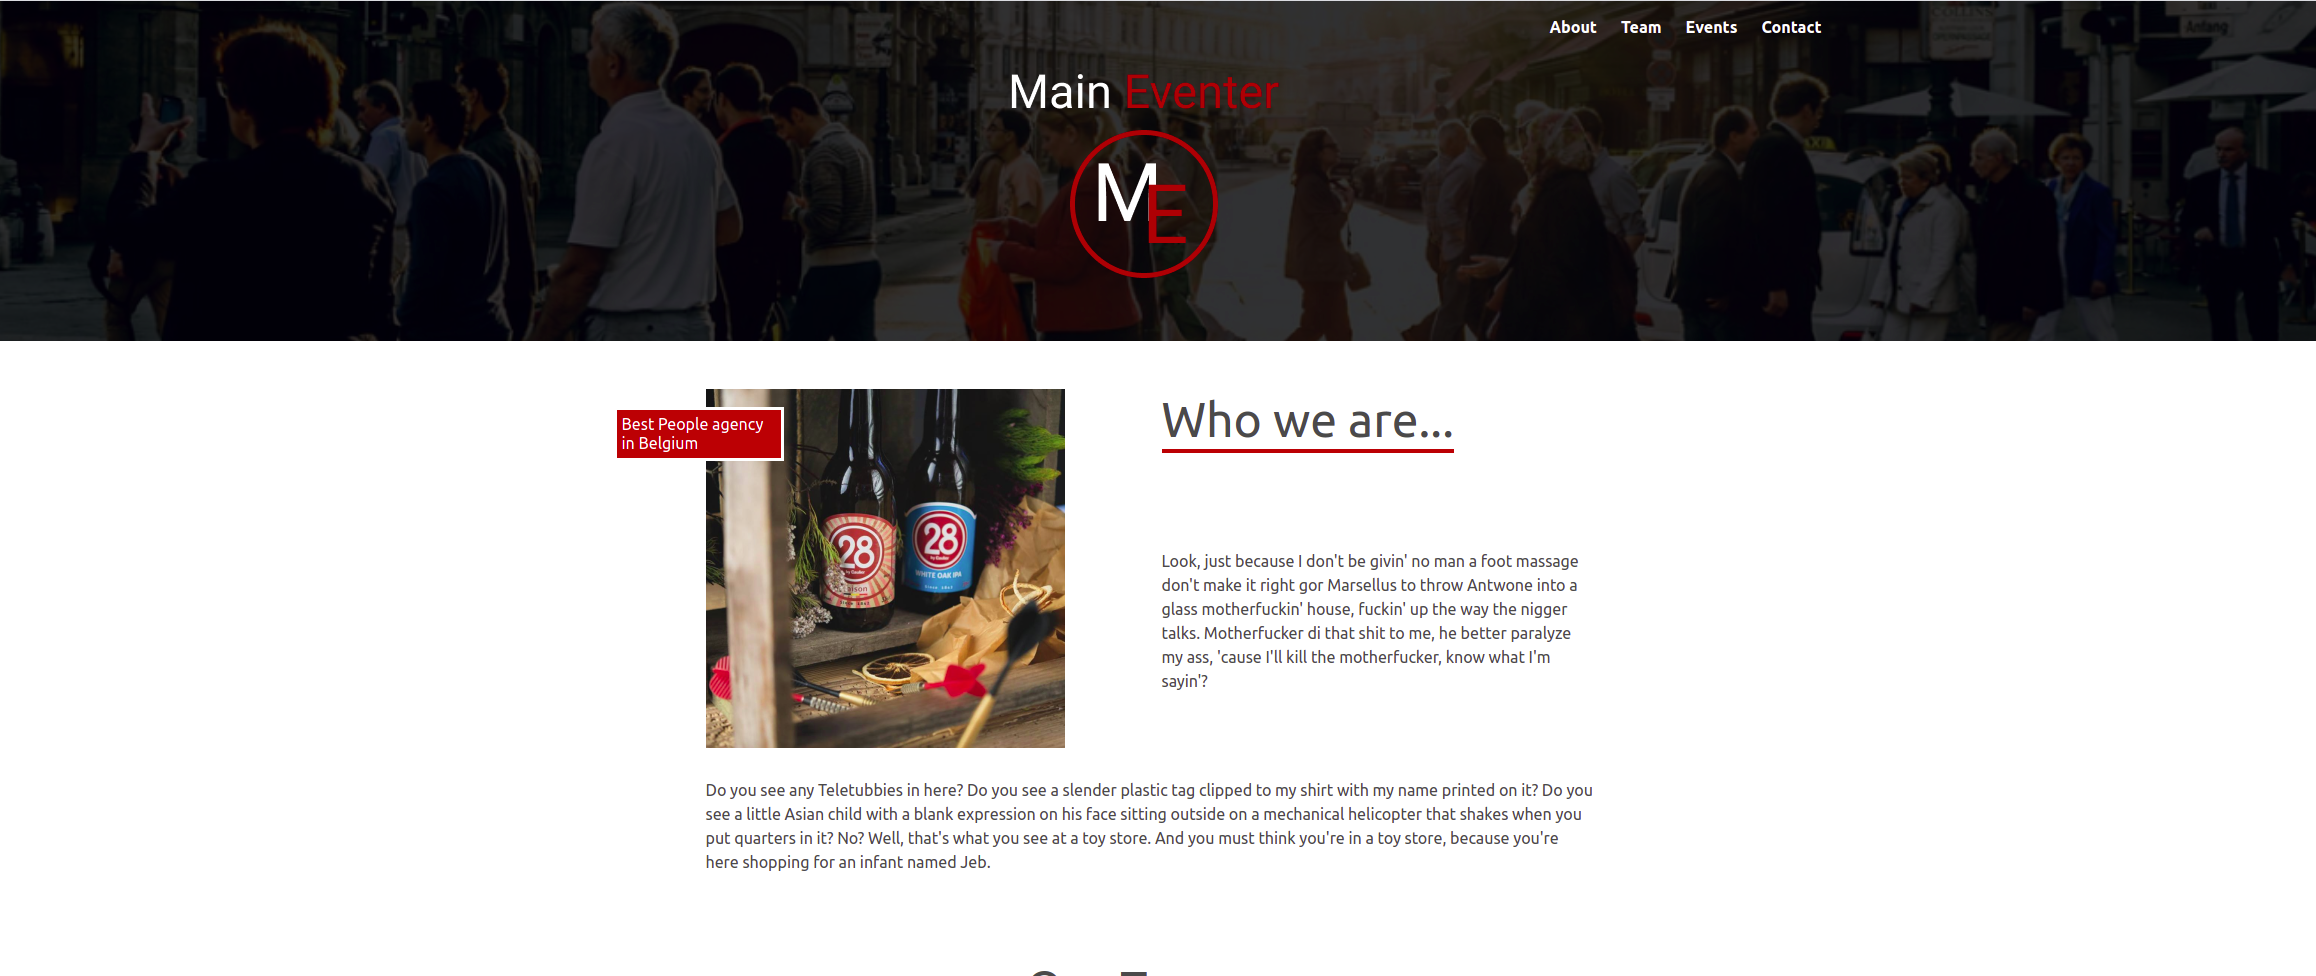 About Team Events Contact
Main Eventer
ME
Best People agency
in Belgium
Who we are...
28
by Caulier
28
by Caulier
WHITE OAK IPA
Look, just because I don't be givin' no man a foot massage
don't make it right gor Marsellus to throw Antwone into a
glass motherfuckin' house, fuckin' up the way the nigger
talks. Motherfucker di that shit to me, he better paralyze
my ass, 'cause I'll kill the motherfucker, know what I'm
sayin'?
Do you see any Teletubbies in here? Do you see a slender plastic tag clipped to my shirt with my name printed on it? Do you
see a little Asian child with a blank expression on his face sitting outside on a mechanical helicopter that shakes when you
put quarters in it? No? Well, that's what you see at a toy store. And you must think you're in a toy store, because you're
here shopping for an infant named Jeb.